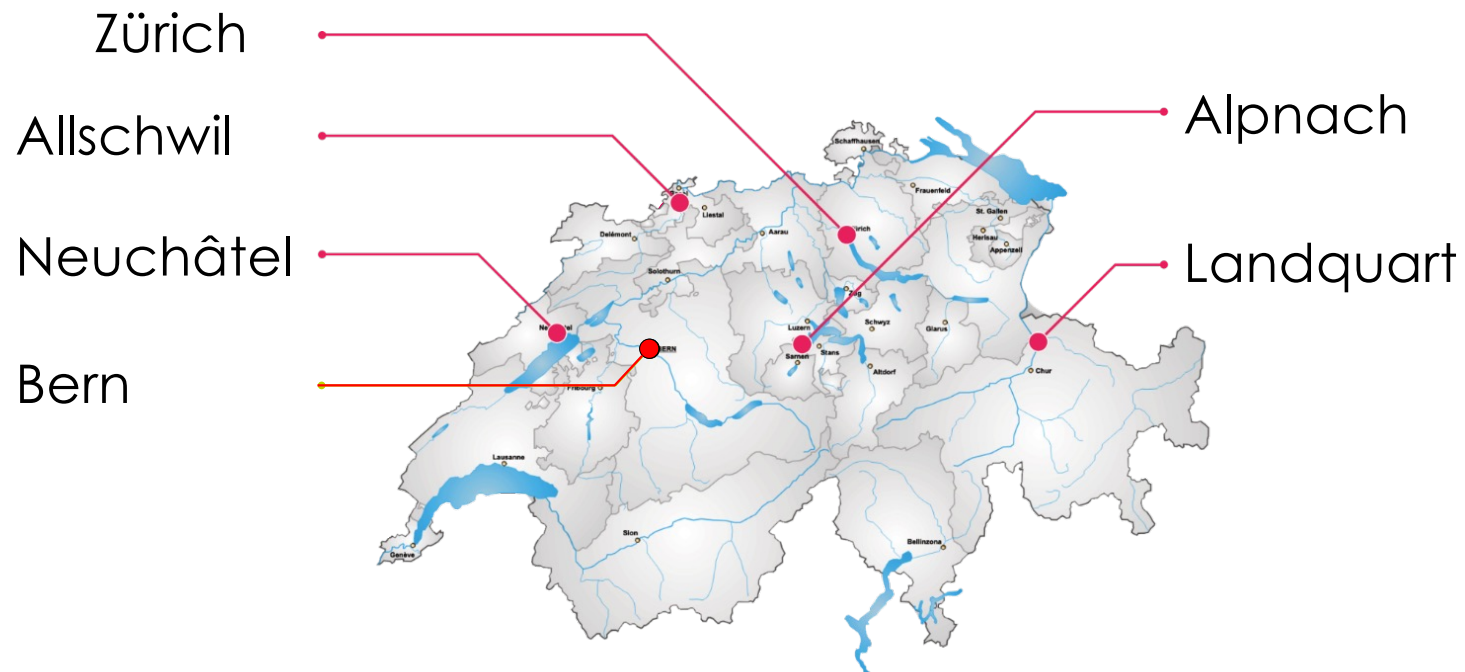 Zürich
Allschwil
Neuchâtel
Bern
Alpnach
Landquart
Schaffhausen
Frauenfeld
Liestal
St. Gallen
Herisau
Appenzell
Delémont
Aarau
Solothurn
Zug
Luzern
Schwyz
Glarus
Stans
Sarnen
Altdorf
BERN
Fribourg
Chur
Lausanne
Sion
Genève
Bellinzona